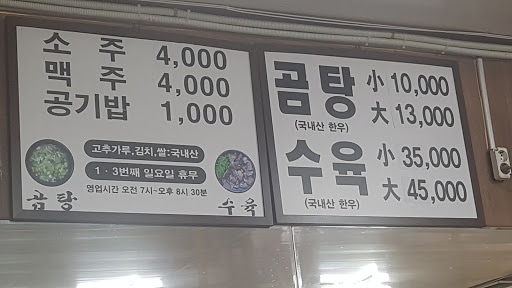 소 주 4,000
맥 주 4,000
공기밥 1,000
고추가루,김치,쌀:국내산
1·3번째 일요일 휴무
영업시간 오전 7시~오후 8시 30분
곰탕 수육
곰탕 小 10,000
(국내산 한우) 大 13,000
수육 小 35,000
(국내산 한우) 大 45,000